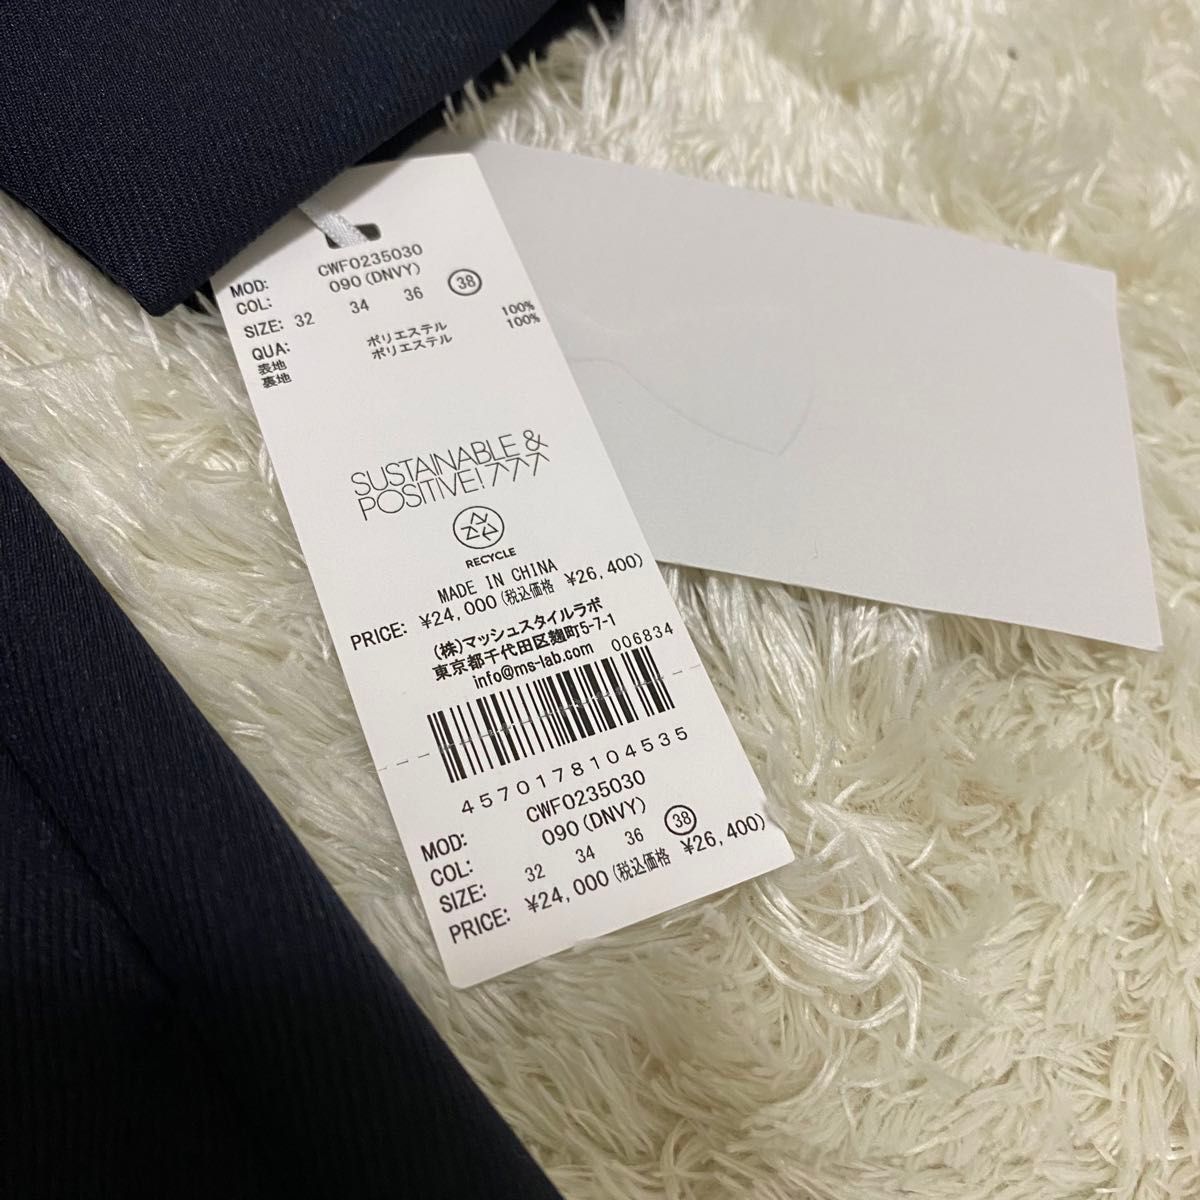 MOD: CWF0235030
COL: 090(DNVY)
SIZE: 32 34 36 38
QUA:
表地 ポリエステル 100%
裏地 ポリエステル 100%
SUSTAINABLE &
POSITIVE!
RECYCLE
MADE IN CHINA
PRICE: ¥24,000(税込価格 ¥26,400)
(株)マッシュスタイルラボ
東京都千代田区麹町5-7-1
info@ms-lab.com 006834
4570178104535
MOD: CWF0235030
COL: 090(DNVY)
SIZE: 32 34 36 38
PRICE: ¥24,000(税込価格 ¥26,400)